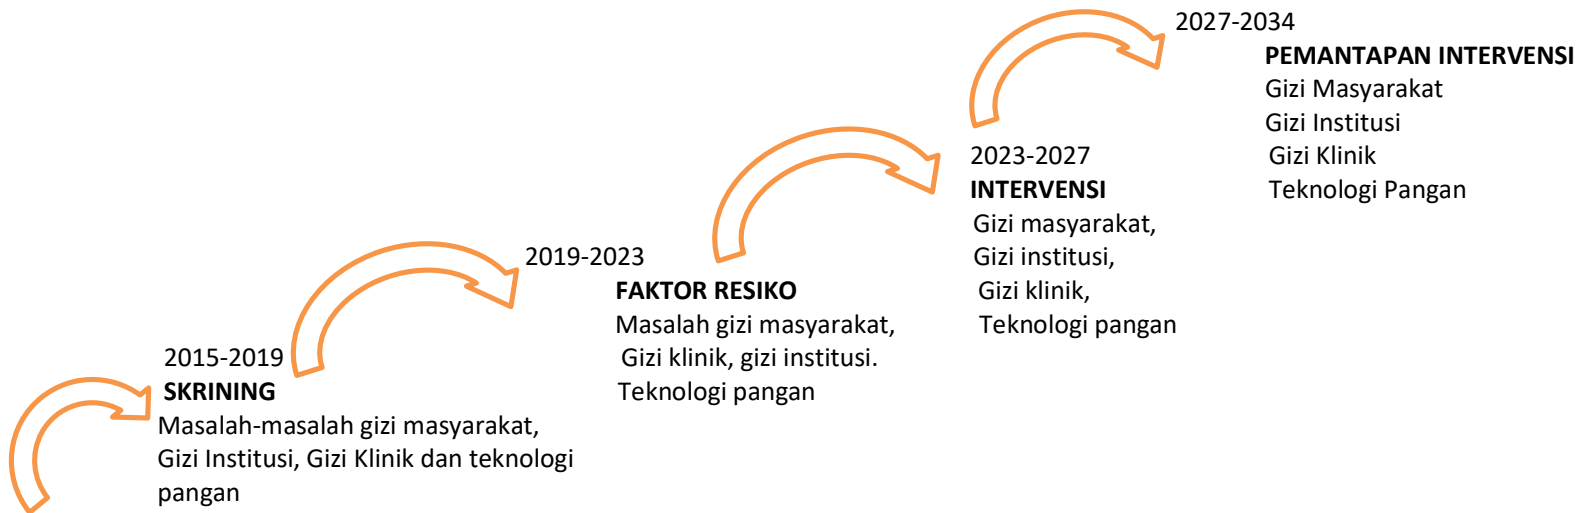 2015-2019
SKRINING
Masalah-masalah gizi masyarakat,
Gizi Institusi, Gizi Klinik dan teknologi
pangan
2019-2023
FAKTOR RESIKO
Masalah gizi masyarakat,
Gizi klinik, gizi institusi.
Teknologi pangan
2023-2027
INTERVENSI
Gizi masyarakat,
Gizi institusi,
Gizi klinik,
Teknologi pangan
2027-2034
PEMANTAPAN INTERVENSI
Gizi Masyarakat
Gizi Institusi
Gizi Klinik
Teknologi Pangan